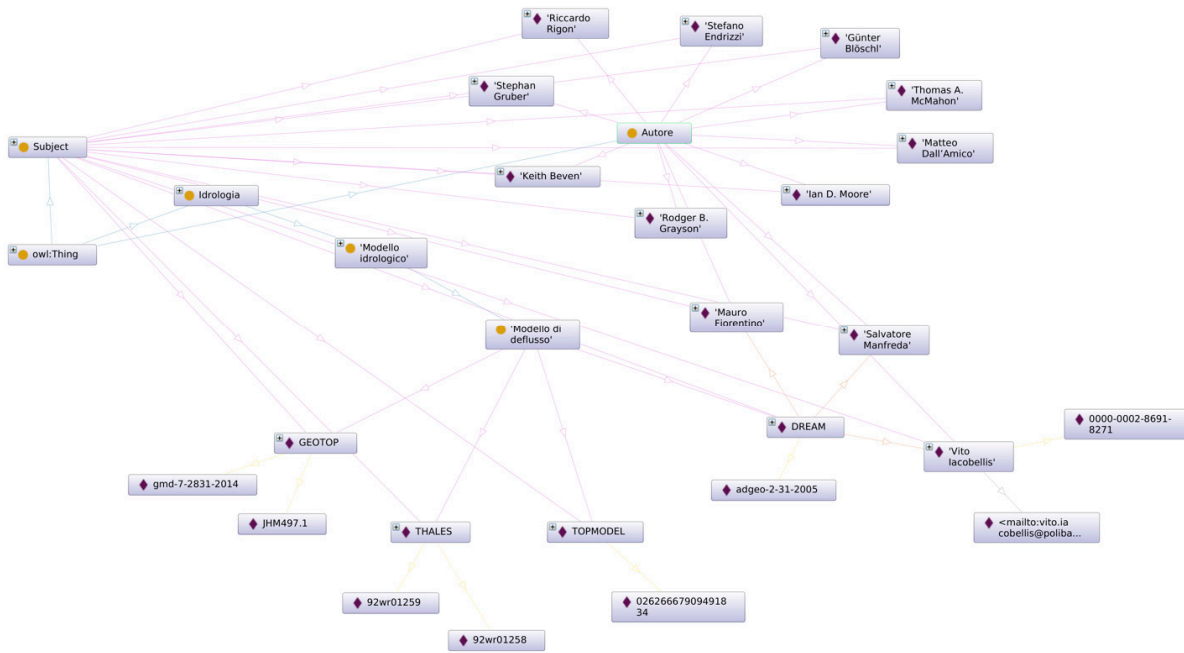 'Riccardo
Rigon'
'Stefano
Endrizzi'
'Günter
Blöschl'
'Stephan
Gruber'
'Thomas A.
McMahon'
Autore
Subject
'Matteo
Dall'Amico'
'Keith Beven'
'Ian D. Moore'
Idrologia
'Rodger B.
Grayson'
owl:Thing
'Modello
idrologico'
'Mauro
Fiorentino'
'Modello di
deflusso'
'Salvatore
Manfreda'
0000-0002-8691-
8271
DREAM
GEOTOP
'Vito
Iacobellis'
gmd-7-2831-2014
adgeo-2-31-2005
JHM497.1
THALES
TOPMODEL
<mailto:vito.ia
cobellis@poliba...
92wr01259
026266679094918
34
92wr01258